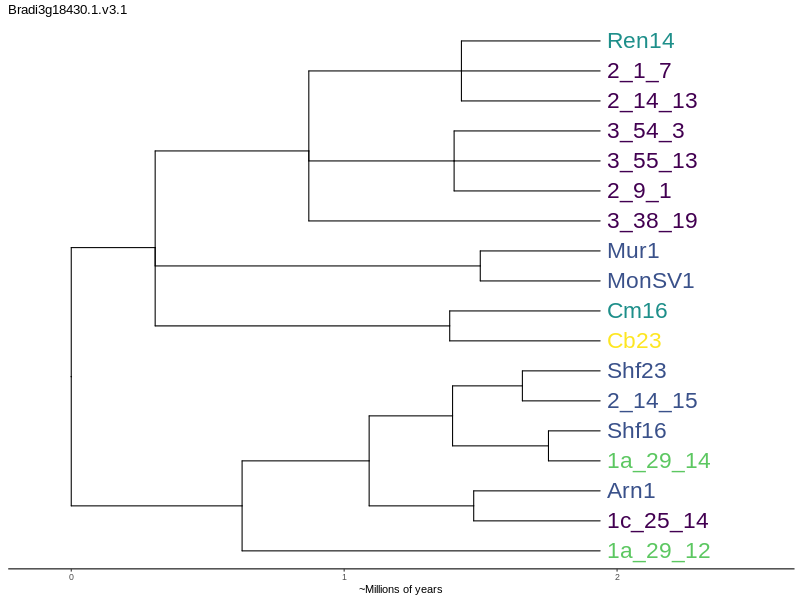 Bradi3g18430.1.v3.1
Ren14
2_1_7
2_14_13
3_54_3
3_55_13
2_9_1
3_38_19
Mur1
MonSV1
Cm16
Cb23
Shf23
2_14_15
Shf16
1a_29_14
Arn1
1c_25_14
1a_29_12
0 1 2
~Millions of years